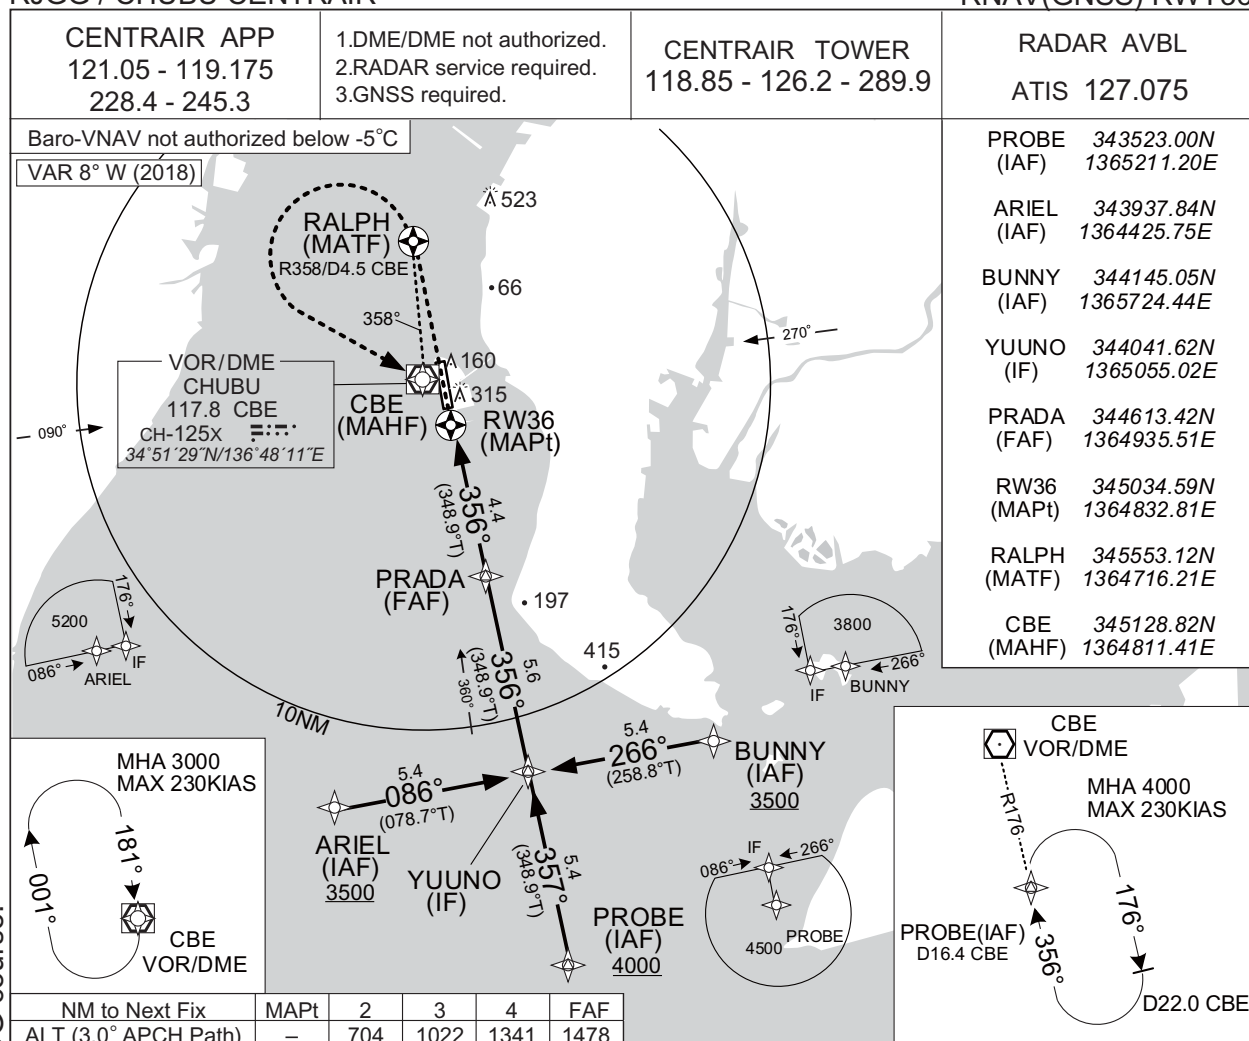 CENTRAIR APP
121.05 - 119.175
228.4 - 245.3
1.DME/DME not authorized.
2.RADAR service required.
3.GNSS required.
CENTRAIR TOWER
118.85 - 126.2 - 289.9
RADAR AVBL
ATIS 127.075
Baro-VNAV not authorized below -5°C
VAR 8° W (2018)
PROBE 343523.00N
(IAF) 1365211.20E
ARIEL 343937.84N
(IAF) 1364425.75E
BUNNY 344145.05N
(IAF) 1365724.44E
YUUNO 344041.62N
(IF) 1365055.02E
PRADA 344613.42N
(FAF) 1364935.51E
RW36 345034.59N
(MAPt) 1364832.81E
RALPH 345553.12N
(MATF) 1364716.21E
CBE 345128.82N
(MAHF) 1364811.41E
523
RALPH
(MATF)
R358/D4.5 CBE
66
358°
270°
VOR/DME
CHUBU
117.8 CBE
CH-125X
34°51´29˝N/136°48´11˝E
160
315
CBE
(MAHF)
RW36
(MAPt)
090°
4.4
356°
(348.9°T)
PRADA
(FAF)
197
415
5.6
356°
(348.9°T)
360°
10NM
176°
5200
086°
IF
ARIEL
176°
3800
266°
IF
BUNNY
5.4
266°
(258.8°T)
BUNNY
(IAF)
3500
5.4
086°
(078.7°T)
ARIEL
(IAF)
3500
YUUNO
(IF)
5.4
357°
(348.9°T)
PROBE
(IAF)
4000
IF
086°
266°
4500
PROBE
MHA 3000
MAX 230KIAS
181°
001°
CBE
VOR/DME
CBE
VOR/DME
MHA 4000
MAX 230KIAS
R176
PROBE(IAF)
D16.4 CBE
176°
356°
D22.0 CBE
NM to Next Fix MAPt 2 3 4 FAF
ALT (3.0° APCH Path) – 704 1022 1341 1478